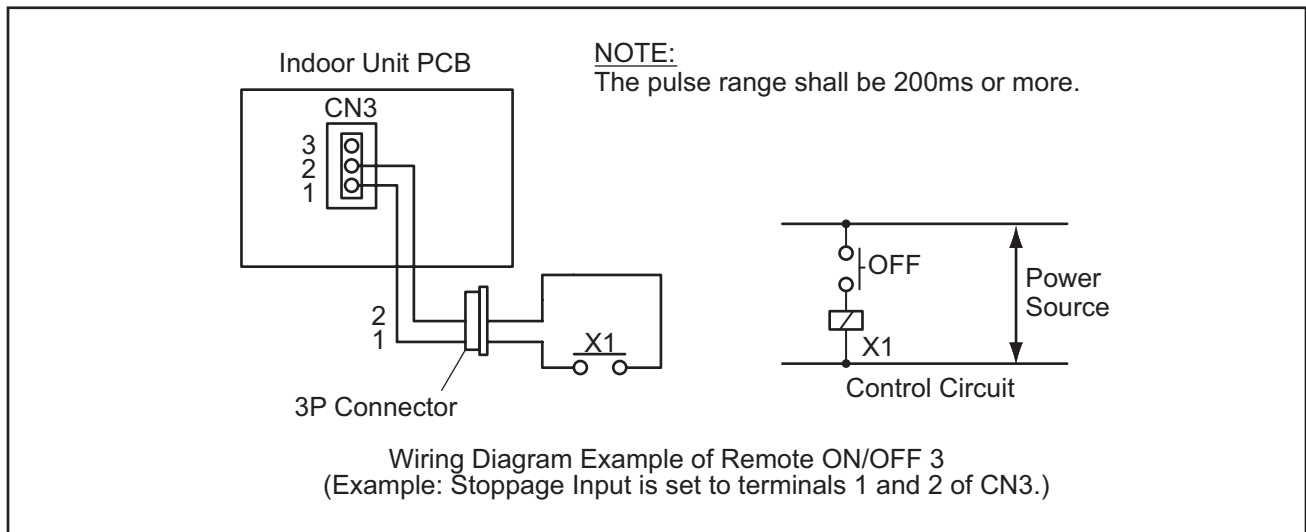 Indoor Unit PCB
NOTE:
The pulse range shall be 200ms or more.
CN3
3
2
1
OFF
X1
Power
Source
Control Circuit
2
1
X1
3P Connector
Wiring Diagram Example of Remote ON/OFF 3
(Example: Stoppage Input is set to terminals 1 and 2 of CN3.)